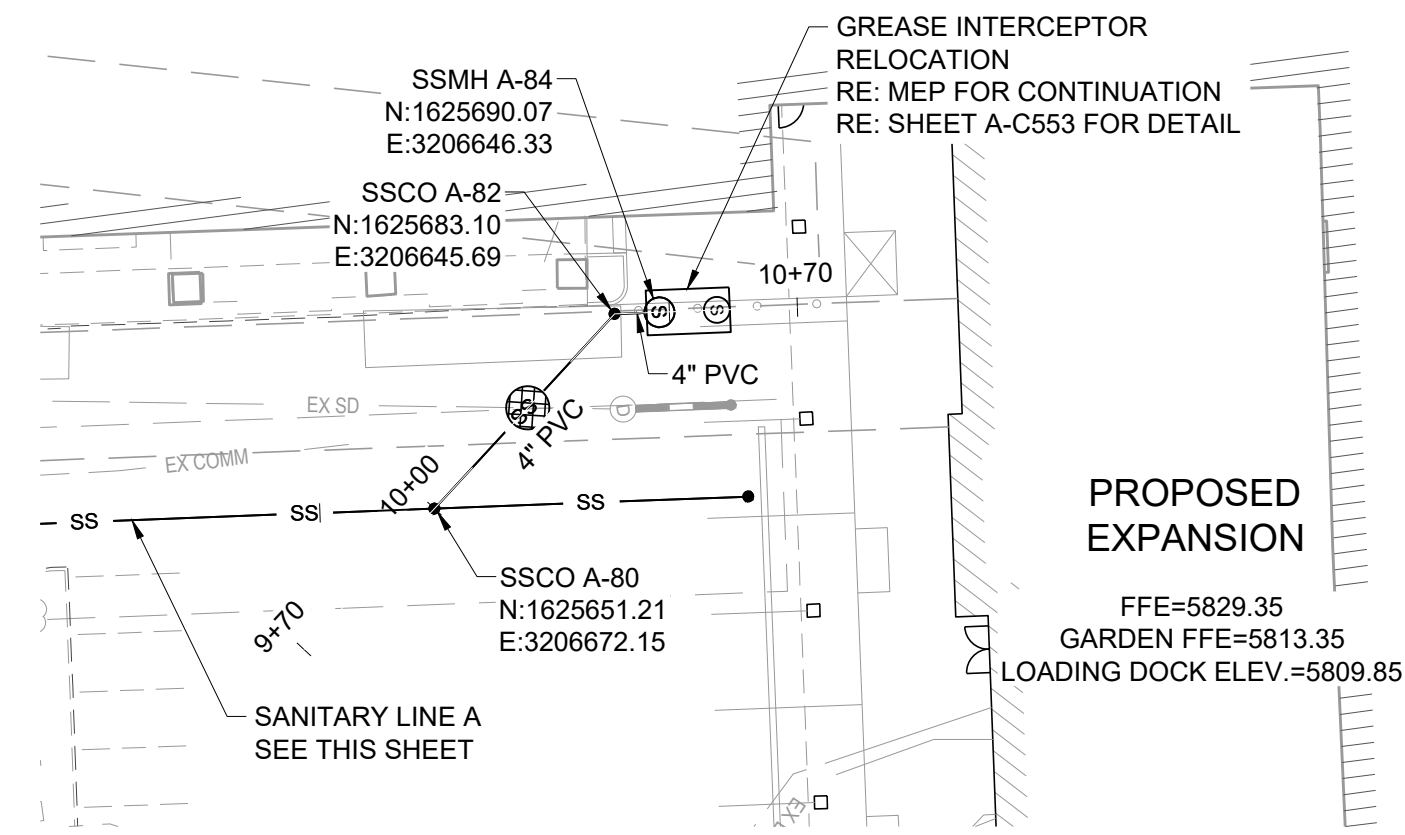 GREASE INTERCEPTOR
RELOCATION
RE: MEP FOR CONTINUATION
RE: SHEET A-C553 FOR DETAIL
SSMH A-84
N:1625690.07
E:3206646.33
SSCO A-82
N:1625683.10
E:3206645.69
10+70
S
S
4" PVC
EX SD
D
SS
4" PVC
EX COMM
10+00
SS
SS
SS
PROPOSED
EXPANSION
SSCO A-80
N:1625651.21
E:3206672.15
FFE=5829.35
GARDEN FFE=5813.35
LOADING DOCK ELEV.=5809.85
9+70
SANITARY LINE A
SEE THIS SHEET